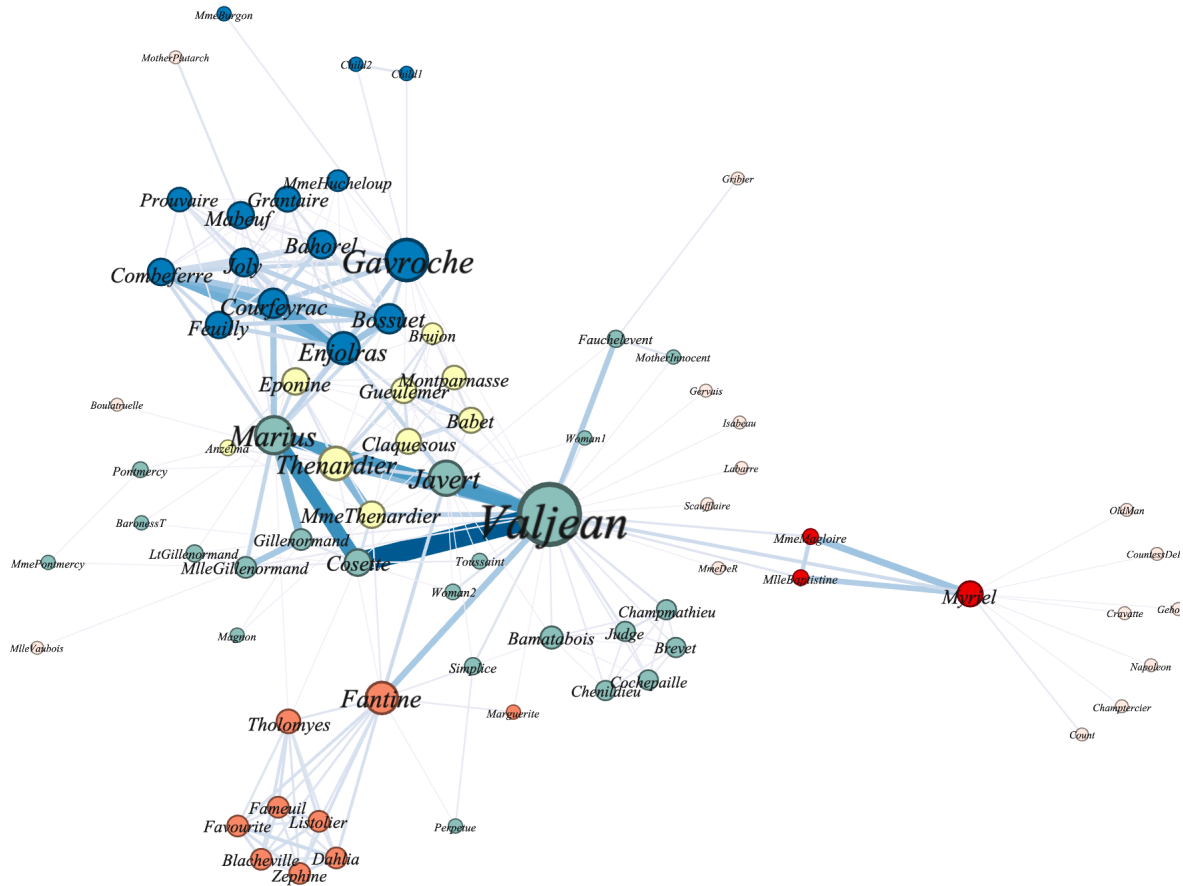 MmeBurgon
MotherPlutarch
Child2
Child1
MmeHucheloup
Gribier
Prouvaire
Grantaire
Mabeuf
Bahorel
Gavroche
Combeferre
Joly
Courfeyrac
Feuilly
Bossuet
Brujon
Fauchelevent
Enjolras
MotherInnocent
Eponine
Montparnasse
Gueulemer
Gervais
Boulatruelle
Babet
Isabeau
Marius
Woman1
Claquesous
Anzelma
Thenardier
Labarre
Pontmercy
Javert
Scaufflaire
OldMan
MmeThenardier
Valjean
BaronessT
Gillenormand
MmeMagloire
LtGillenormand
CountessDeL
MmePontmercy
MlleGillenormand
Cosette
Toussaint
MmeDeR
MlleBaptistine
Woman2
Myriel
Champmathieu
Cravatte
Magnon
Bamatabois
Judge
MlleVaubois
Brevet
Simplice
Napoleon
Cochepaille
Chenildieu
Fantine
Champtercier
Marguerite
Tholomyes
Count
Fameuil
Listolier
Favourite
Perpetue
Blacheville
Dahlia
Zephine